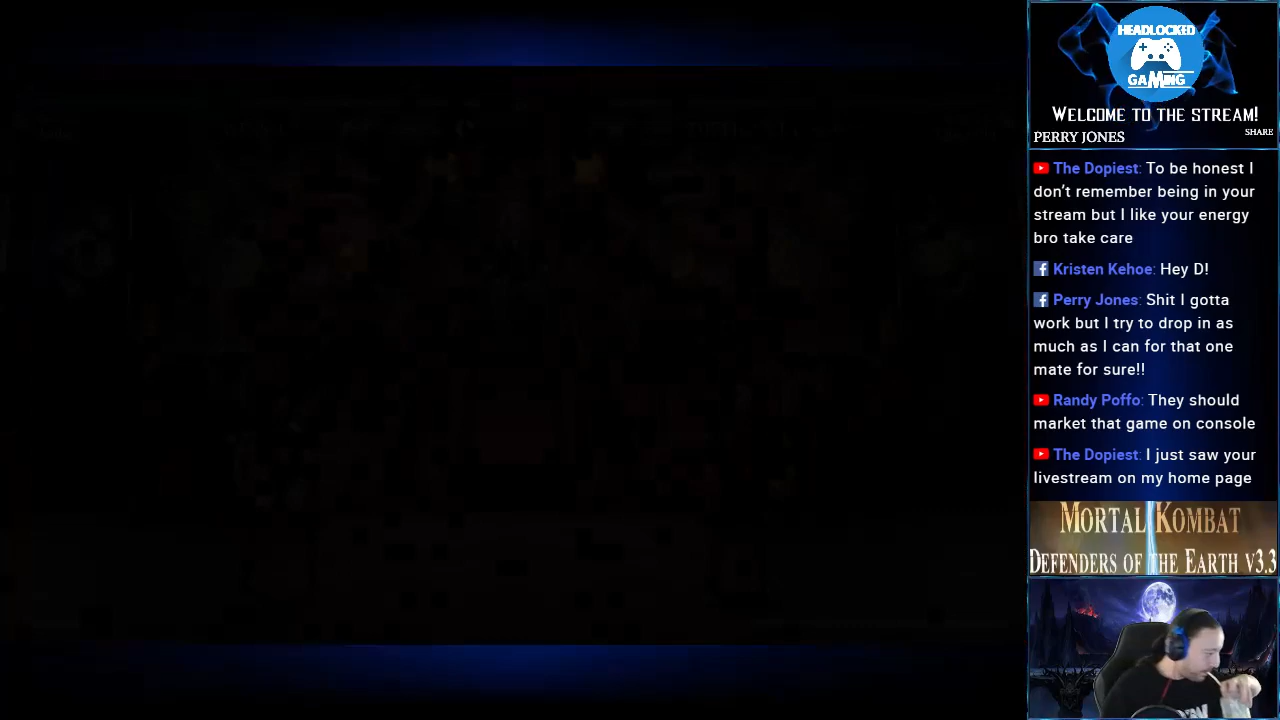 HEADLOCKED
GAMING
WELCOME TO THE STREAM!
PERRY JONES
SHARE
The Dopiest: To be honest I
don't remember being in your
stream but I like your energy
bro take care
Kristen Kehoe: Hey D!
Perry Jones: Shit I gotta
work but I try to drop in as
much as I can for that one
mate for sure!!
Randy Poffo: They should
market that game on console
The Dopiest: I just saw your
livestream on my home page
MORTAL KOMBAT
DEFENDERS OF THE EARTH V3.3